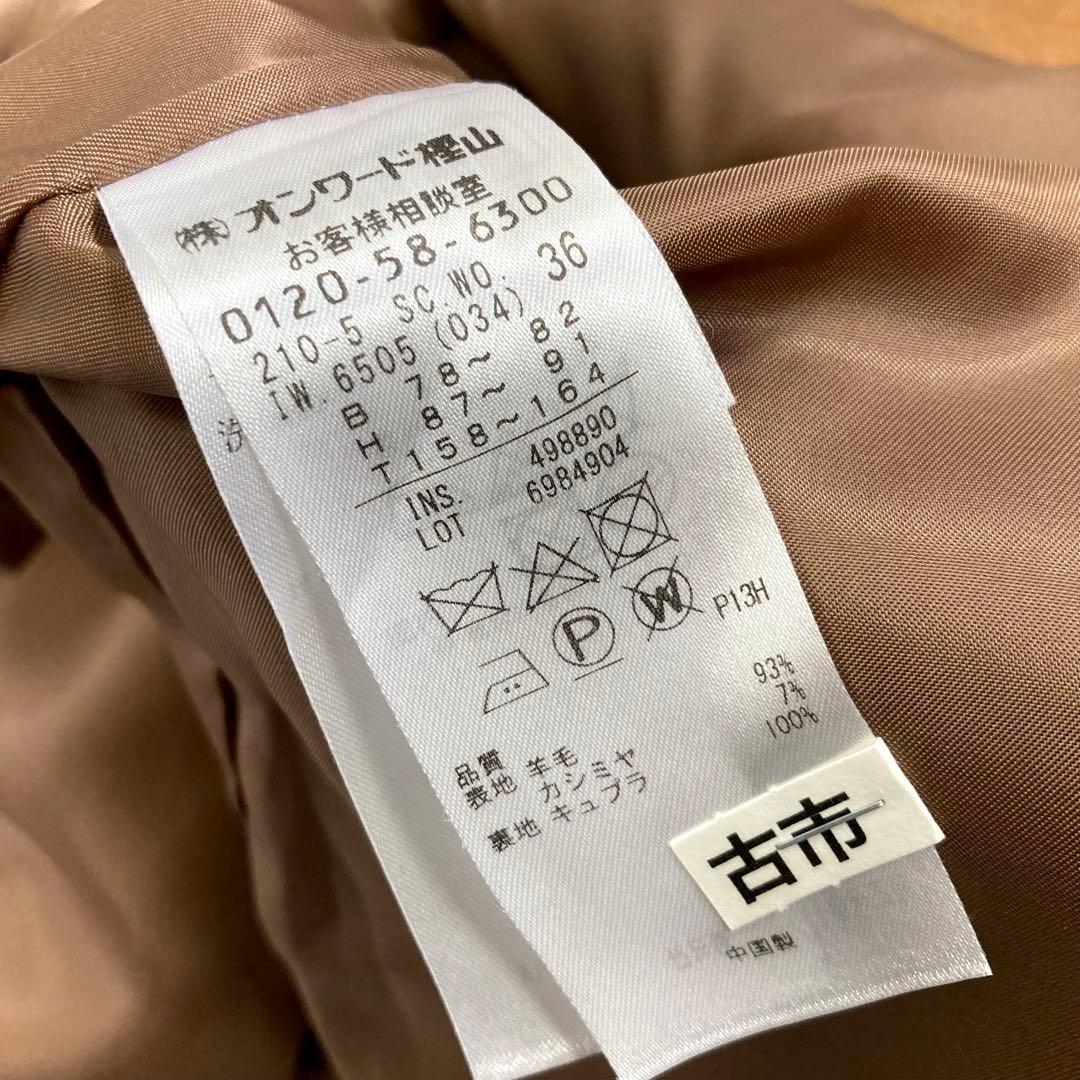 ㈱オンワード樫山
お客様相談室
0120-58-6300
210-5 SC.WO. 36
IW.6505 (034)
B 78~ 82
H 87~ 91
T158~164
洗
INS. 498890
LOT 6984904
P W P13H
品質
表地 羊毛 93%
カシミヤ 7%
裏地 キュプラ 100%
古市
中国製